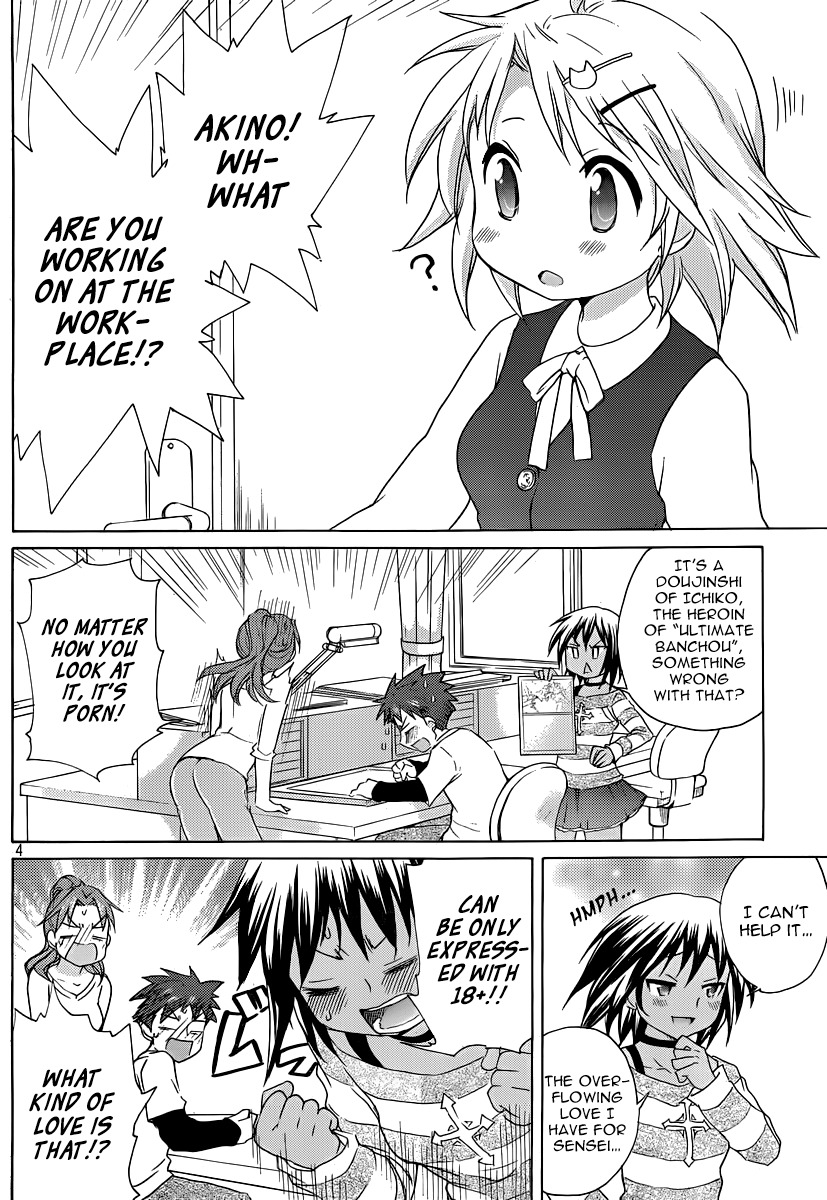 AKINO!
WH-
WHAT
ARE YOU
WORKING
ON AT THE
WORK-
PLACE!?
?
IT'S A
DOUJINSHI
OF ICHIKO,
THE HEROIN
OF "ULTIMATE
BANCHOU",
SOMETHING
WRONG
WITH THAT?
NO MATTER
HOW YOU
LOOK AT
IT, IT'S
PORN!
4
HMPH...
I CAN'T
HELP IT...
THE OVER-
FLOWING
LOVE I
HAVE FOR
SENSEI...
CAN
BE ONLY
EXPRESS-
ED WITH
18+!!
WHAT
KIND OF
LOVE IS
THAT!?